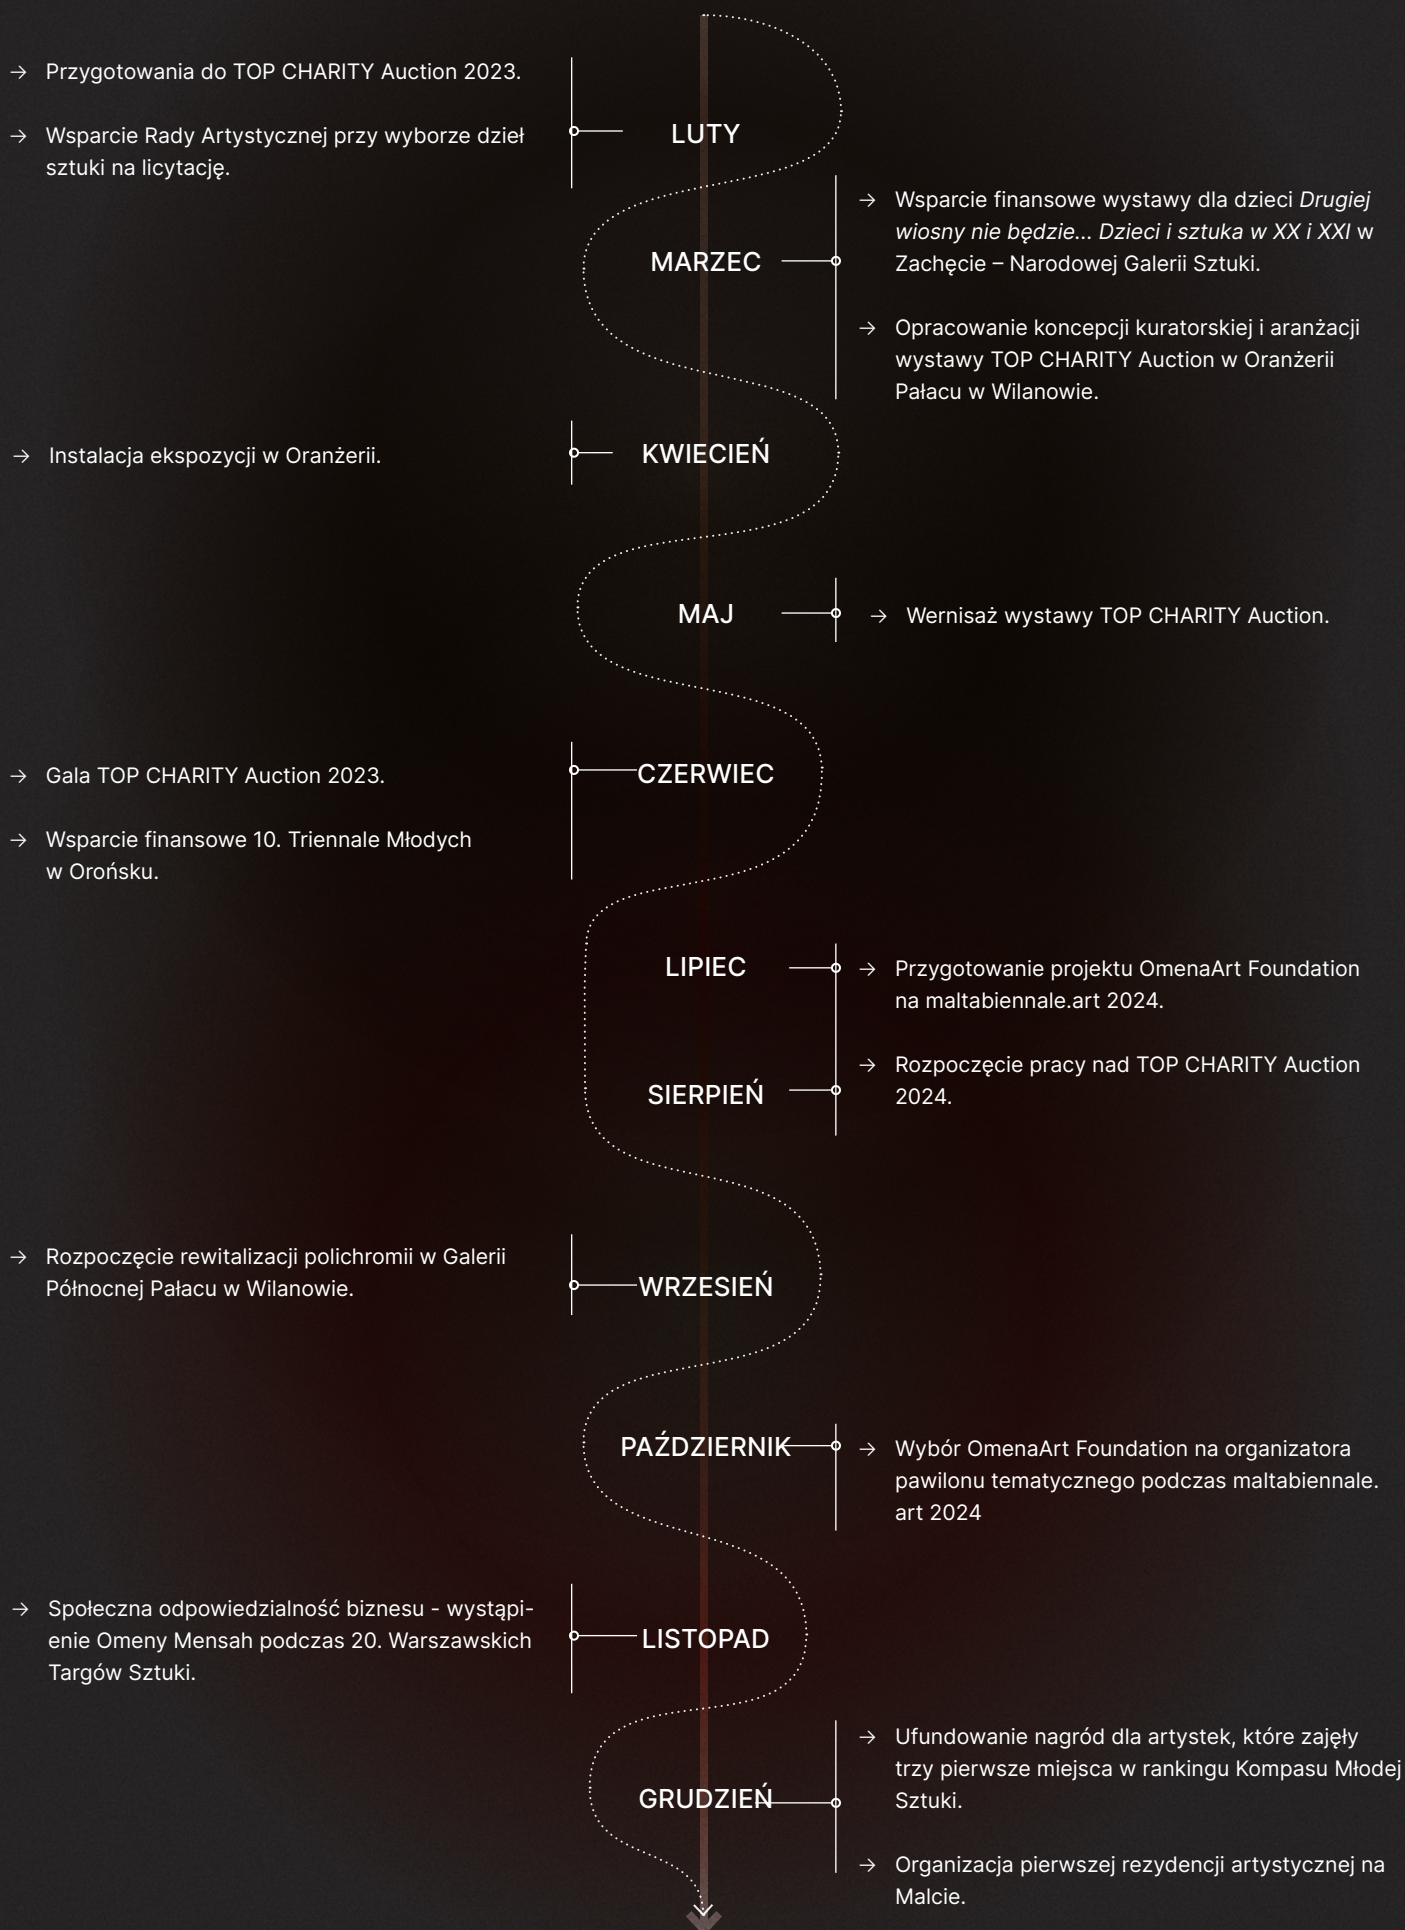 → Przygotowania do TOP CHARITY Auction 2023.
→ Wsparcie Rady Artystycznej przy wyborze dzieł
sztuki na licytację.
LUTY
MARZEC
→ Wsparcie finansowe wystawy dla dzieci Drugiej
wiosny nie będzie... Dzieci i sztuka w XX i XXI w
Zachęcie – Narodowej Galerii Sztuki.
→ Opracowanie koncepcji kuratorskiej i aranżacji
wystawy TOP CHARITY Auction w Oranżerii
Pałacu w Wilanowie.
→ Instalacja ekspozycji w Oranżerii.
KWIECIEŃ
MAJ
→ Wernisaż wystawy TOP CHARITY Auction.
→ Gala TOP CHARITY Auction 2023.
→ Wsparcie finansowe 10. Triennale Młodych
w Orońsku.
CZERWIEC
LIPIEC
→ Przygotowanie projektu OmenaArt Foundation
na maltabiennale.art 2024.
SIERPIEŃ
→ Rozpoczęcie pracy nad TOP CHARITY Auction
2024.
→ Rozpoczęcie rewitalizacji polichromii w Galerii
Północnej Pałacu w Wilanowie.
WRZESIEŃ
PAŹDZIERNIK
→ Wybór OmenaArt Foundation na organizatora
pawilonu tematycznego podczas maltabiennale.
art 2024
→ Społeczna odpowiedzialność biznesu - wystąpi-
enie Omeny Mensah podczas 20. Warszawskich
Targów Sztuki.
LISTOPAD
GRUDZIEŃ
→ Ufundowanie nagród dla artystek, które zajęły
trzy pierwsze miejsca w rankingu Kompasu Młodej
Sztuki.
→ Organizacja pierwszej rezydencji artystycznej na
Malcie.